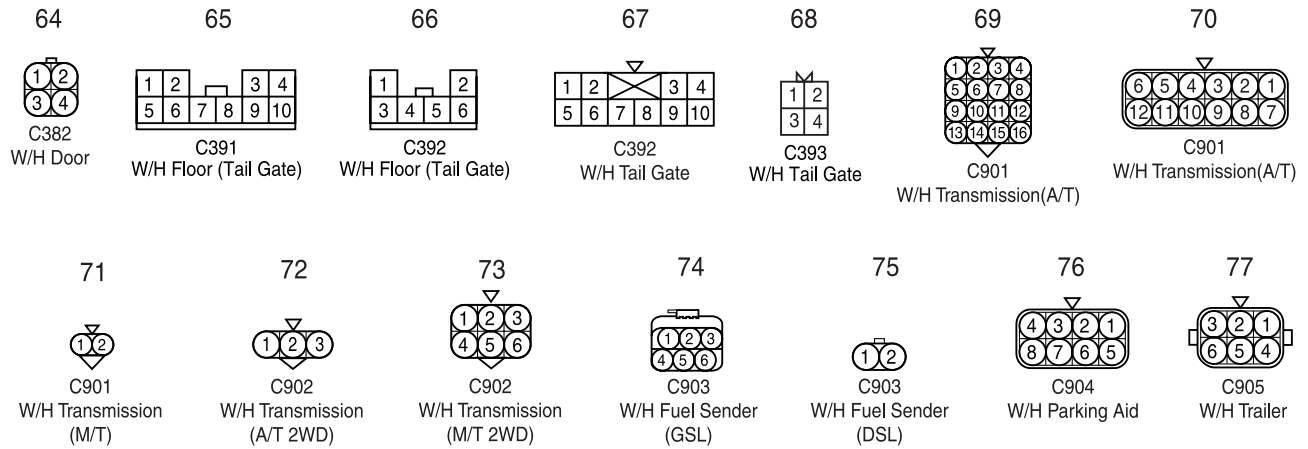 64 65 66 67 68 69 70
1 2
3 4
C382
W/H Door
1 2 3 4
5 6 7 8 9 10
C391
W/H Floor (Tail Gate)
1 2
3 4 5 6
C392
W/H Floor (Tail Gate)
1 2 3 4
5 6 7 8 9 10
C392
W/H Tail Gate
1 2
3 4
C393
W/H Tail Gate
1 2 3 4
5 6 7 8
9 10 11 12
13 14 15 16
C901
W/H Transmission(A/T)
6 5 4 3 2 1
12 11 10 9 8 7
C901
W/H Transmission(A/T)
71 72 73 74 75 76 77
1 2
C901
W/H Transmission
(M/T)
1 2 3
C902
W/H Transmission
(A/T 2WD)
1 2 3
4 5 6
C902
W/H Transmission
(M/T 2WD)
1 2 3
4 5 6
C903
W/H Fuel Sender
(GSL)
1 2
C903
W/H Fuel Sender
(DSL)
4 3 2 1
8 7 6 5
C904
W/H Parking Aid
3 2 1
6 5 4
C905
W/H Trailer